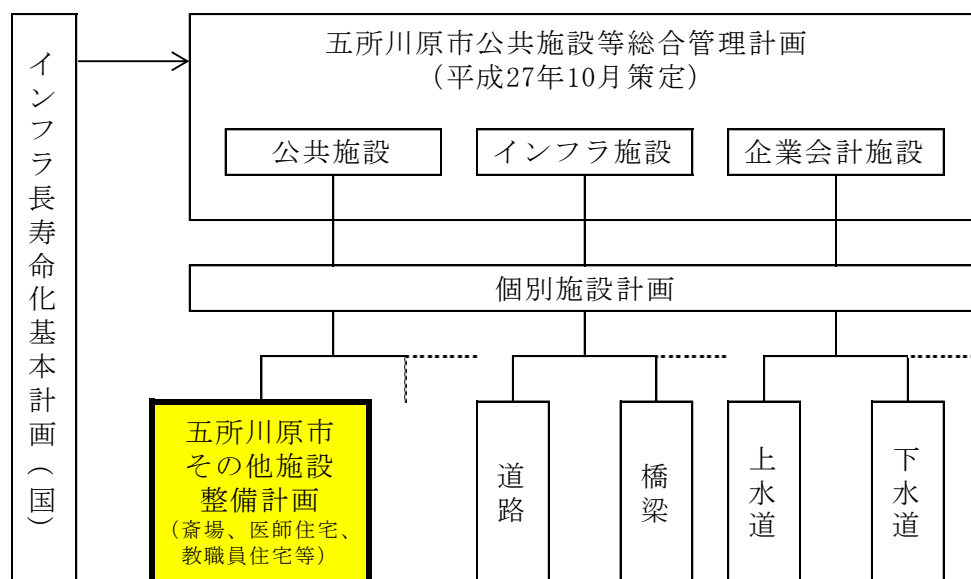 インフラ長寿命化基本計画(国)
五所川原市公共施設等総合管理計画
(平成27年10月策定)
公共施設
インフラ施設
企業会計施設
個別施設計画
五所川原市
その他施設
整備計画
(斎場、医師住宅、
教職員住宅等)
道路
橋梁
上水道
下水道